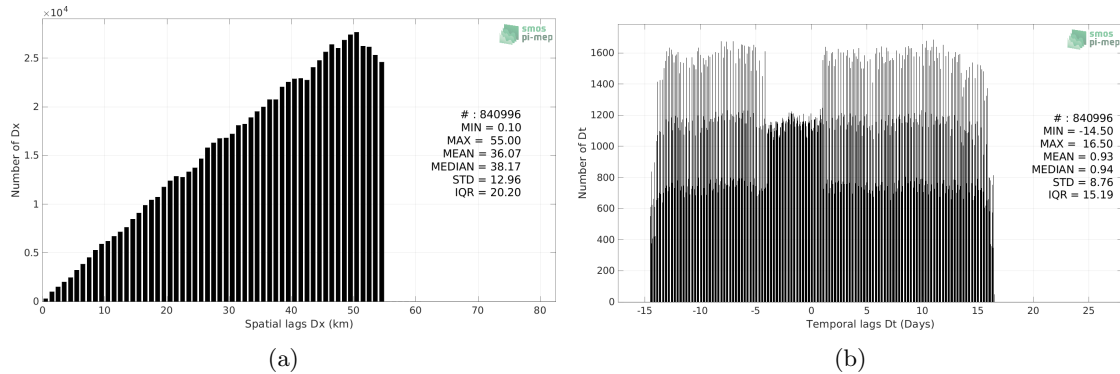 ×10⁴
2.5
2
1.5
1
0.5
0
0 10 20 30 40 50 60 70 80
Number of Dx
Spatial lags Dx (km)
smos
pi-mep
# : 840996
MIN = 0.10
MAX = 55.00
MEAN = 36.07
MEDIAN = 38.17
STD = 12.96
IQR = 20.20
(a)
1600
1400
1200
1000
800
600
400
200
0
-15 -10 -5 0 5 10 15 20 25
Number of Dt
Temporal lags Dt (Days)
smos
pi-mep
# : 840996
MIN = -14.50
MAX = 16.50
MEAN = 0.93
MEDIAN = 0.94
STD = 8.76
IQR = 15.19
(b)